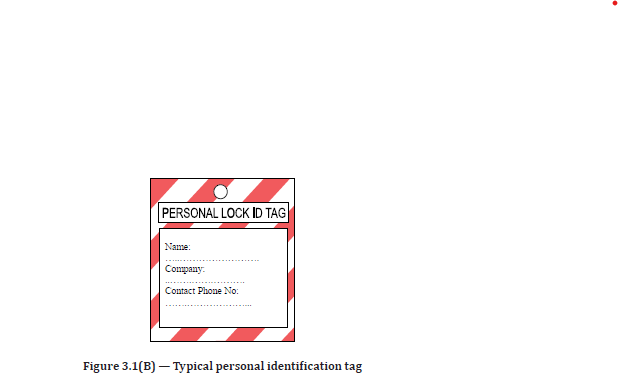 PERSONAL LOCK ID TAG
Name:
…………………………
Company:
……………………
Contact Phone No:
………………………
Figure 3.1(B) — Typical personal identification tag